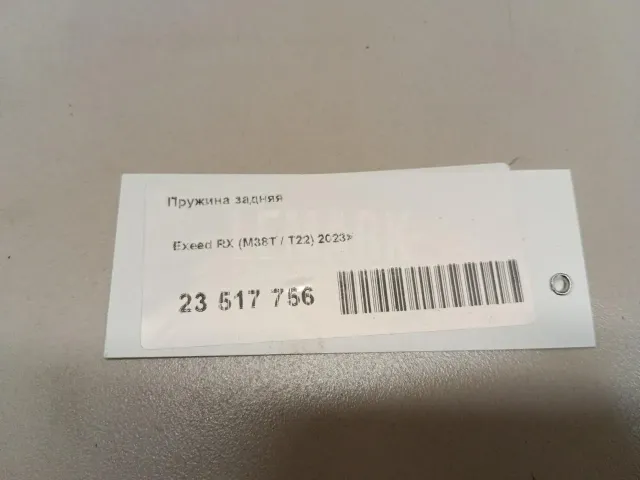 Пружина задняя
Exeed RX (M38T / T22) 2023>
23 517 756